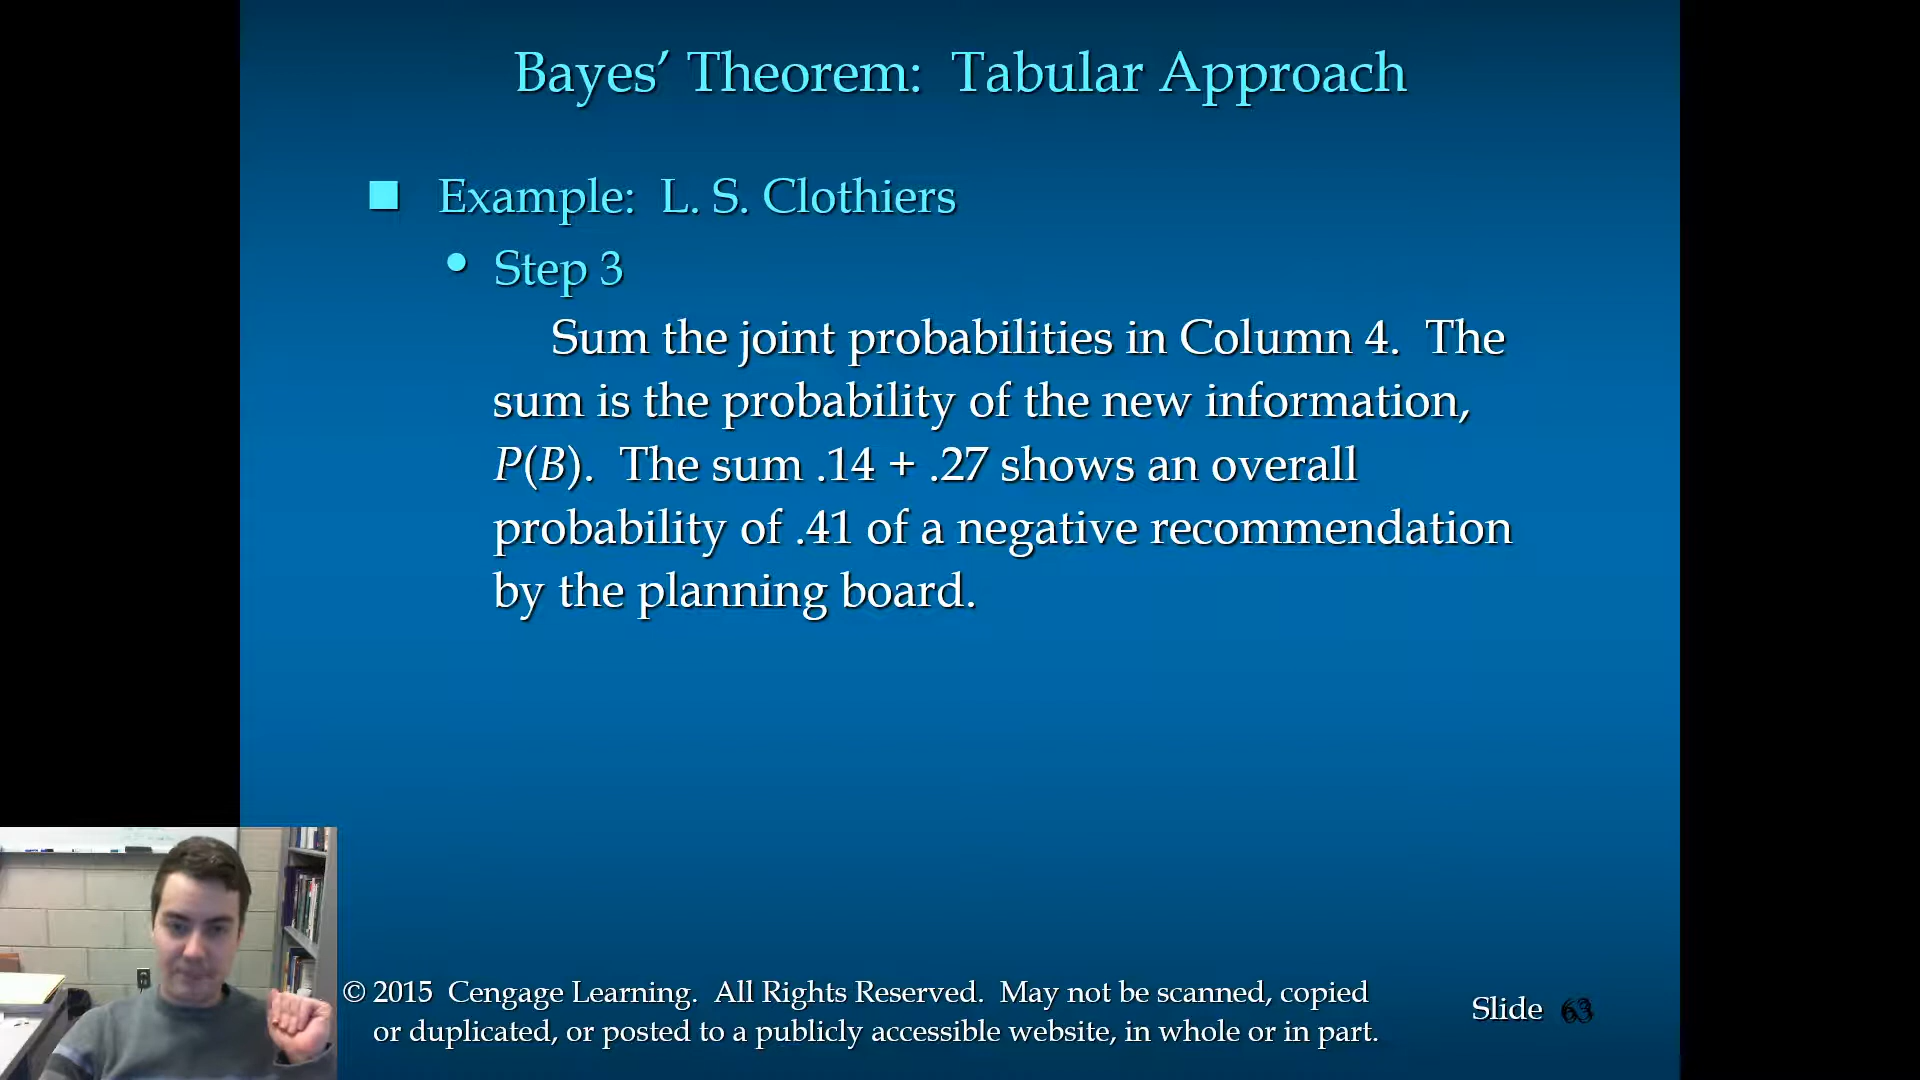 Bayes’ Theorem: Tabular Approach
Example: L. S. Clothiers
Step 3
Sum the joint probabilities in Column 4. The
sum is the probability of the new information,
P(B). The sum .14 + .27 shows an overall
probability of .41 of a negative recommendation
by the planning board.
© 2015 Cengage Learning. All Rights Reserved. May not be scanned, copied
or duplicated, or posted to a publicly accessible website, in whole or in part.
Slide